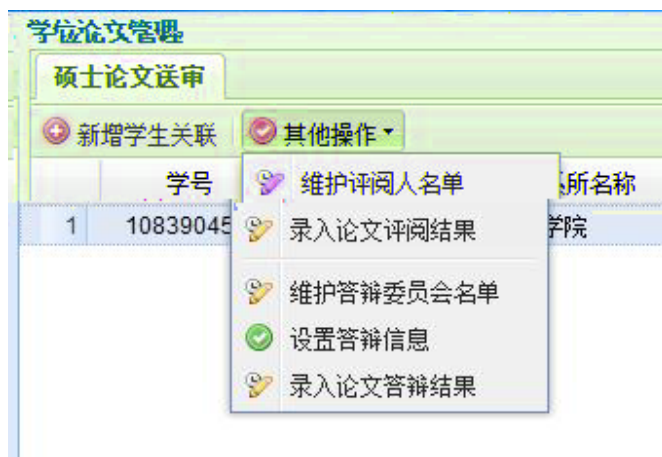 学位论文管理
硕士论文送审
新增学生关联 其他操作
学号 维护评阅人名单 所名称
1 10839045 录入论文评阅结果 学院
维护答辩委员会名单
设置答辩信息
录入论文答辩结果